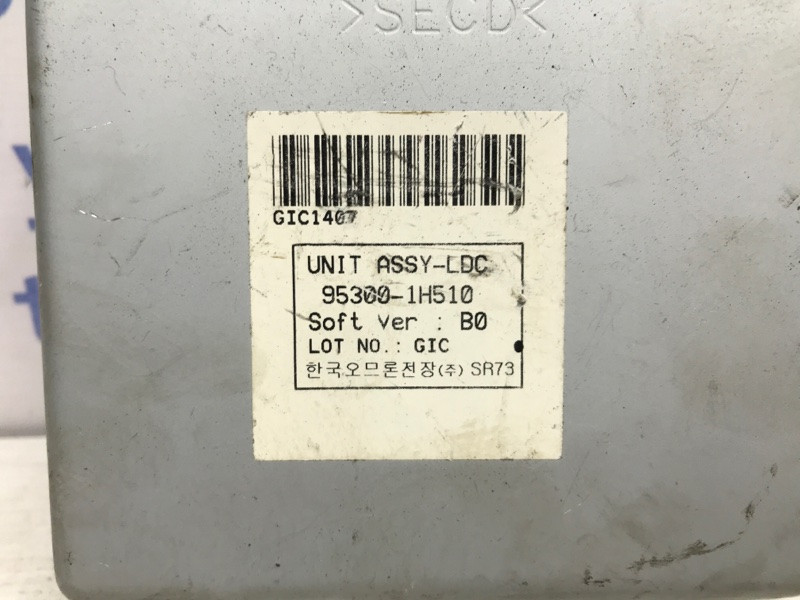 >SECD<
GIC1407
UNIT ASSY-LDC
95300-1H510
Soft Ver : B0
LOT NO.: GIC
한국오므론전장(주) SR73